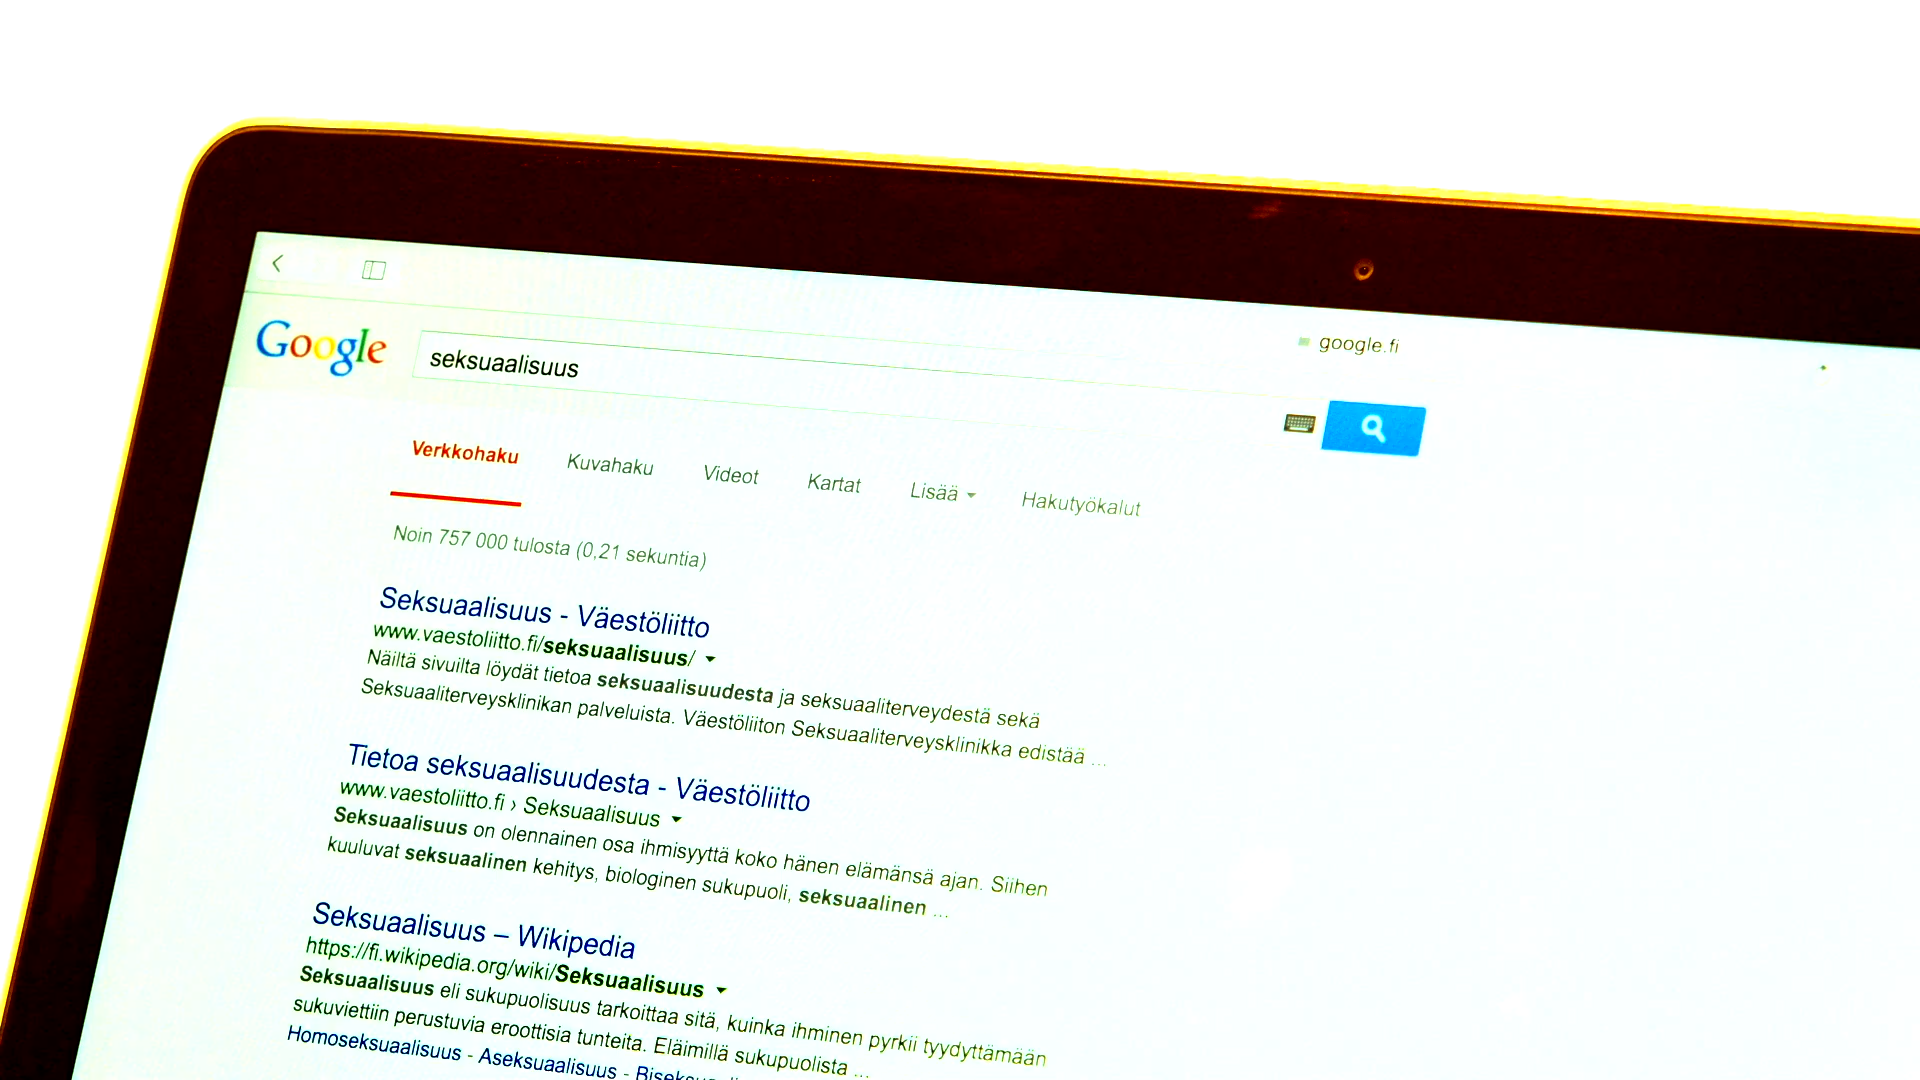 google.fi
Google
seksuaalisuus
Verkkohaku Kuvahaku Videot Kartat Lisää Hakutyökalut
Noin 757 000 tulosta (0,21 sekuntia)
Seksuaalisuus - Väestöliitto
www.vaestoliitto.fi/seksuaalisuus/
Näiltä sivuilta löydät tietoa seksuaalisuudesta ja seksuaaliterveydestä sekä
Seksuaaliterveysklinikan palveluista. Väestöliiton Seksuaaliterveysklinikka edistää ...
Tietoa seksuaalisuudesta - Väestöliitto
www.vaestoliitto.fi › Seksuaalisuus
Seksuaalisuus on olennainen osa ihmisyyttä koko hänen elämänsä ajan. Siihen
kuuluvat seksuaalinen kehitys, biologinen sukupuoli, seksuaalinen ...
Seksuaalisuus – Wikipedia
https://fi.wikipedia.org/wiki/Seksuaalisuus
Seksuaalisuus eli sukupuolisuus tarkoittaa sitä, kuinka ihminen pyrkii tyydyttämään
sukuviettiin perustuvia eroottisia tunteita. Eläimillä sukupuolista ...
Homoseksuaalisuus - Aseksuaalisuus -